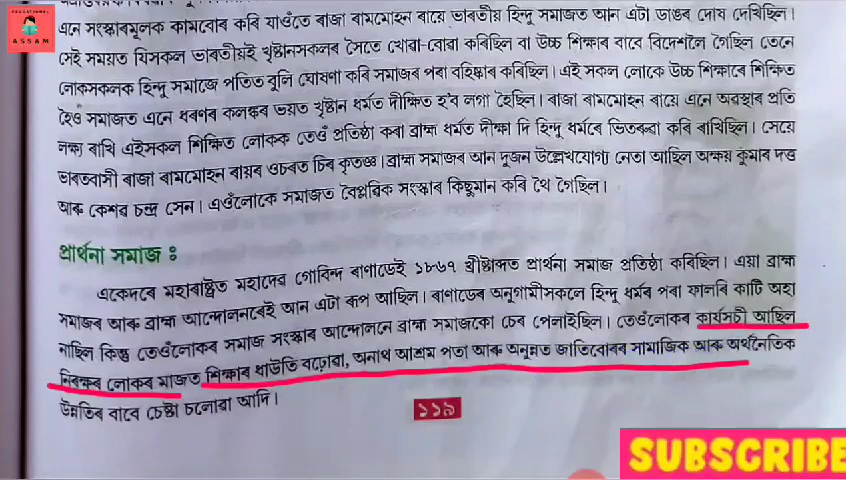 EDUCATIONAL
ASSAM
এনে সংস্কাৰমূলক কামবোৰ কৰি যাওঁতে ৰাজা ৰামমোহন ৰায়ে ভাৰতীয় হিন্দু সমাজত আন এটা ডাঙৰ দোষ দেখিছিল।
সেই সময়ত যিসকল ভাৰতীয়ই খৃষ্টানসকলৰ সৈতে খোৱা-বোৱা কৰিছিল বা উচ্চ শিক্ষাৰ বাবে বিদেশলৈ গৈছিল তেনে
লোকসকলক হিন্দু সমাজে পতিত বুলি ঘোষণা কৰি সমাজৰ পৰা বহিষ্কাৰ কৰিছিল। এই সকল লোকে উচ্চ শিক্ষাৰে শিক্ষিত
হৈও সমাজত এনে ধৰণৰ কলঙ্কৰ ভয়ত খৃষ্টান ধৰ্মত দীক্ষিত হ'ব লগা হৈছিল। ৰাজা ৰামমোহন ৰায়ে এনে অৱস্থাৰ প্ৰতি
লক্ষ্য ৰাখি এইসকল শিক্ষিত লোকক তেওঁ প্ৰতিষ্ঠা কৰা ব্ৰাহ্ম ধৰ্মত দীক্ষা দি হিন্দু ধৰ্মৰে ভিতৰুৱা কৰি ৰাখিছিল। সেয়ে
ভাৰতবাসী ৰাজা ৰামমোহন ৰায়ৰ ওচৰত চিৰ কৃতজ্ঞ। ব্ৰাহ্ম সমাজৰ আন দুজন উল্লেখযোগ্য নেতা আছিল অক্ষয় কুমাৰ দত্ত
আৰু কেশৱ চন্দ্ৰ সেন। এওঁলোকে সমাজত বৈপ্লৱিক সংস্কাৰ কিছুমান কৰি থৈ গৈছিল।
প্ৰাৰ্থনা সমাজ :
একেদৰে মহাৰাষ্ট্ৰত মহাদেৱ গোবিন্দ ৰাণাডেই ১৮৬৭ খ্ৰীষ্টাব্দত প্ৰাৰ্থনা সমাজ প্ৰতিষ্ঠা কৰিছিল। এয়া ব্ৰাহ্ম
সমাজৰ আৰু ব্ৰাহ্ম আন্দোলনৰেই আন এটা ৰূপ আছিল। ৰাণাডেৰ অনুগামীসকলে হিন্দু ধৰ্মৰ পৰা ফালৰি কাটি অহা
নাছিল কিন্তু তেওঁলোকৰ সমাজ সংস্কাৰ আন্দোলনে ব্ৰাহ্ম সমাজকো চেৰ পেলাইছিল। তেওঁলোকৰ কাৰ্যসূচী আছিল
নিৰক্ষৰ লোকৰ মাজত শিক্ষাৰ ধাউতি বঢ়োৱা, অনাথ আশ্ৰম পতা আৰু অনুন্নত জাতিবোৰৰ সামাজিক আৰু অৰ্থনৈতিক
উন্নতিৰ বাবে চেষ্টা চলোৱা আদি।
১১৯
SUBSCRIBE